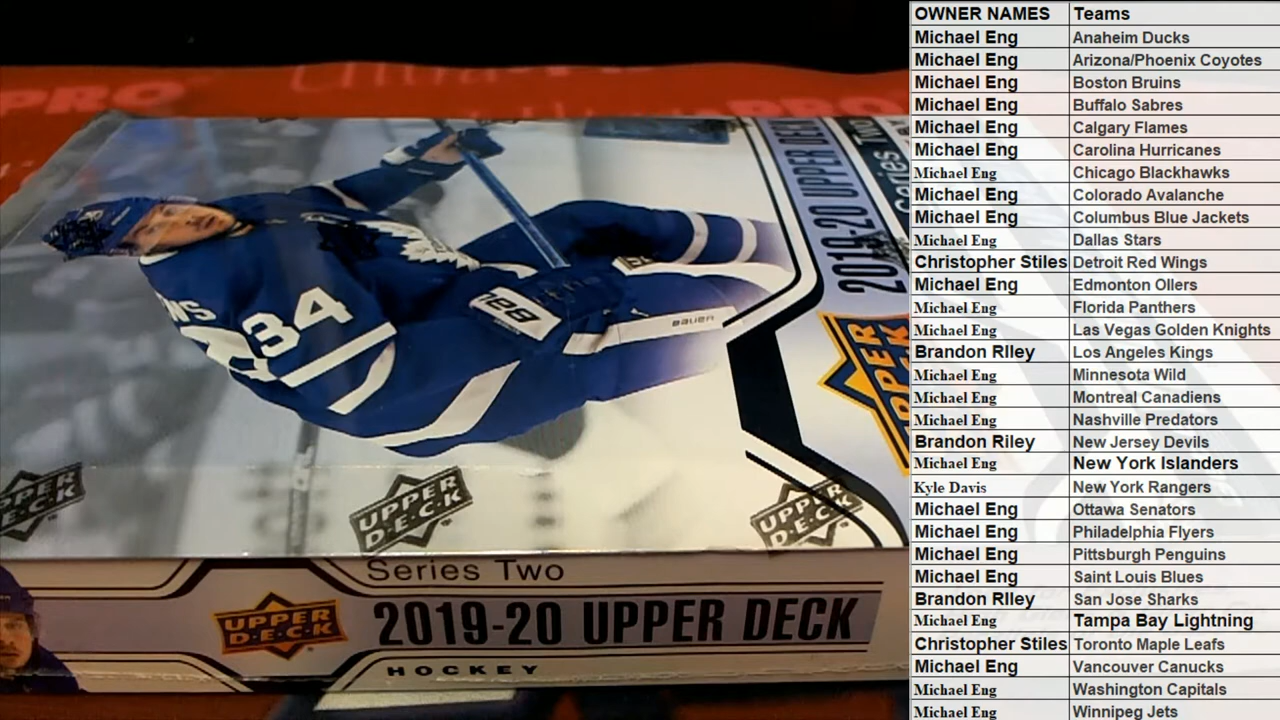 PRO
PRO
WS
34
128
BAUER
2019-20 UPPER DECK
Series Two
2019-20 UPPER DECK
UPPER
DECK
UPPER
DECK
UPPER
DECK
UPPER
DECK
Series Two
UPPER
DECK
2019-20 UPPER DECK
HOCKEY
OWNER NAMES Teams
Michael Eng Anaheim Ducks
Michael Eng Arizona/Phoenix Coyotes
Michael Eng Boston Bruins
Michael Eng Buffalo Sabres
Michael Eng Calgary Flames
Michael Eng Carolina Hurricanes
Michael Eng Chicago Blackhawks
Michael Eng Colorado Avalanche
Michael Eng Columbus Blue Jackets
Michael Eng Dallas Stars
Christopher Stiles Detroit Red Wings
Michael Eng Edmonton Oilers
Michael Eng Florida Panthers
Michael Eng Las Vegas Golden Knights
Brandon RIley Los Angeles Kings
Michael Eng Minnesota Wild
Michael Eng Montreal Canadiens
Michael Eng Nashville Predators
Brandon RIley New Jersey Devils
Michael Eng New York Islanders
Kyle Davis New York Rangers
Michael Eng Ottawa Senators
Michael Eng Philadelphia Flyers
Michael Eng Pittsburgh Penguins
Michael Eng Saint Louis Blues
Brandon RIley San Jose Sharks
Michael Eng Tampa Bay Lightning
Christopher Stiles Toronto Maple Leafs
Michael Eng Vancouver Canucks
Michael Eng Washington Capitals
Michael Eng Winnipeg Jets